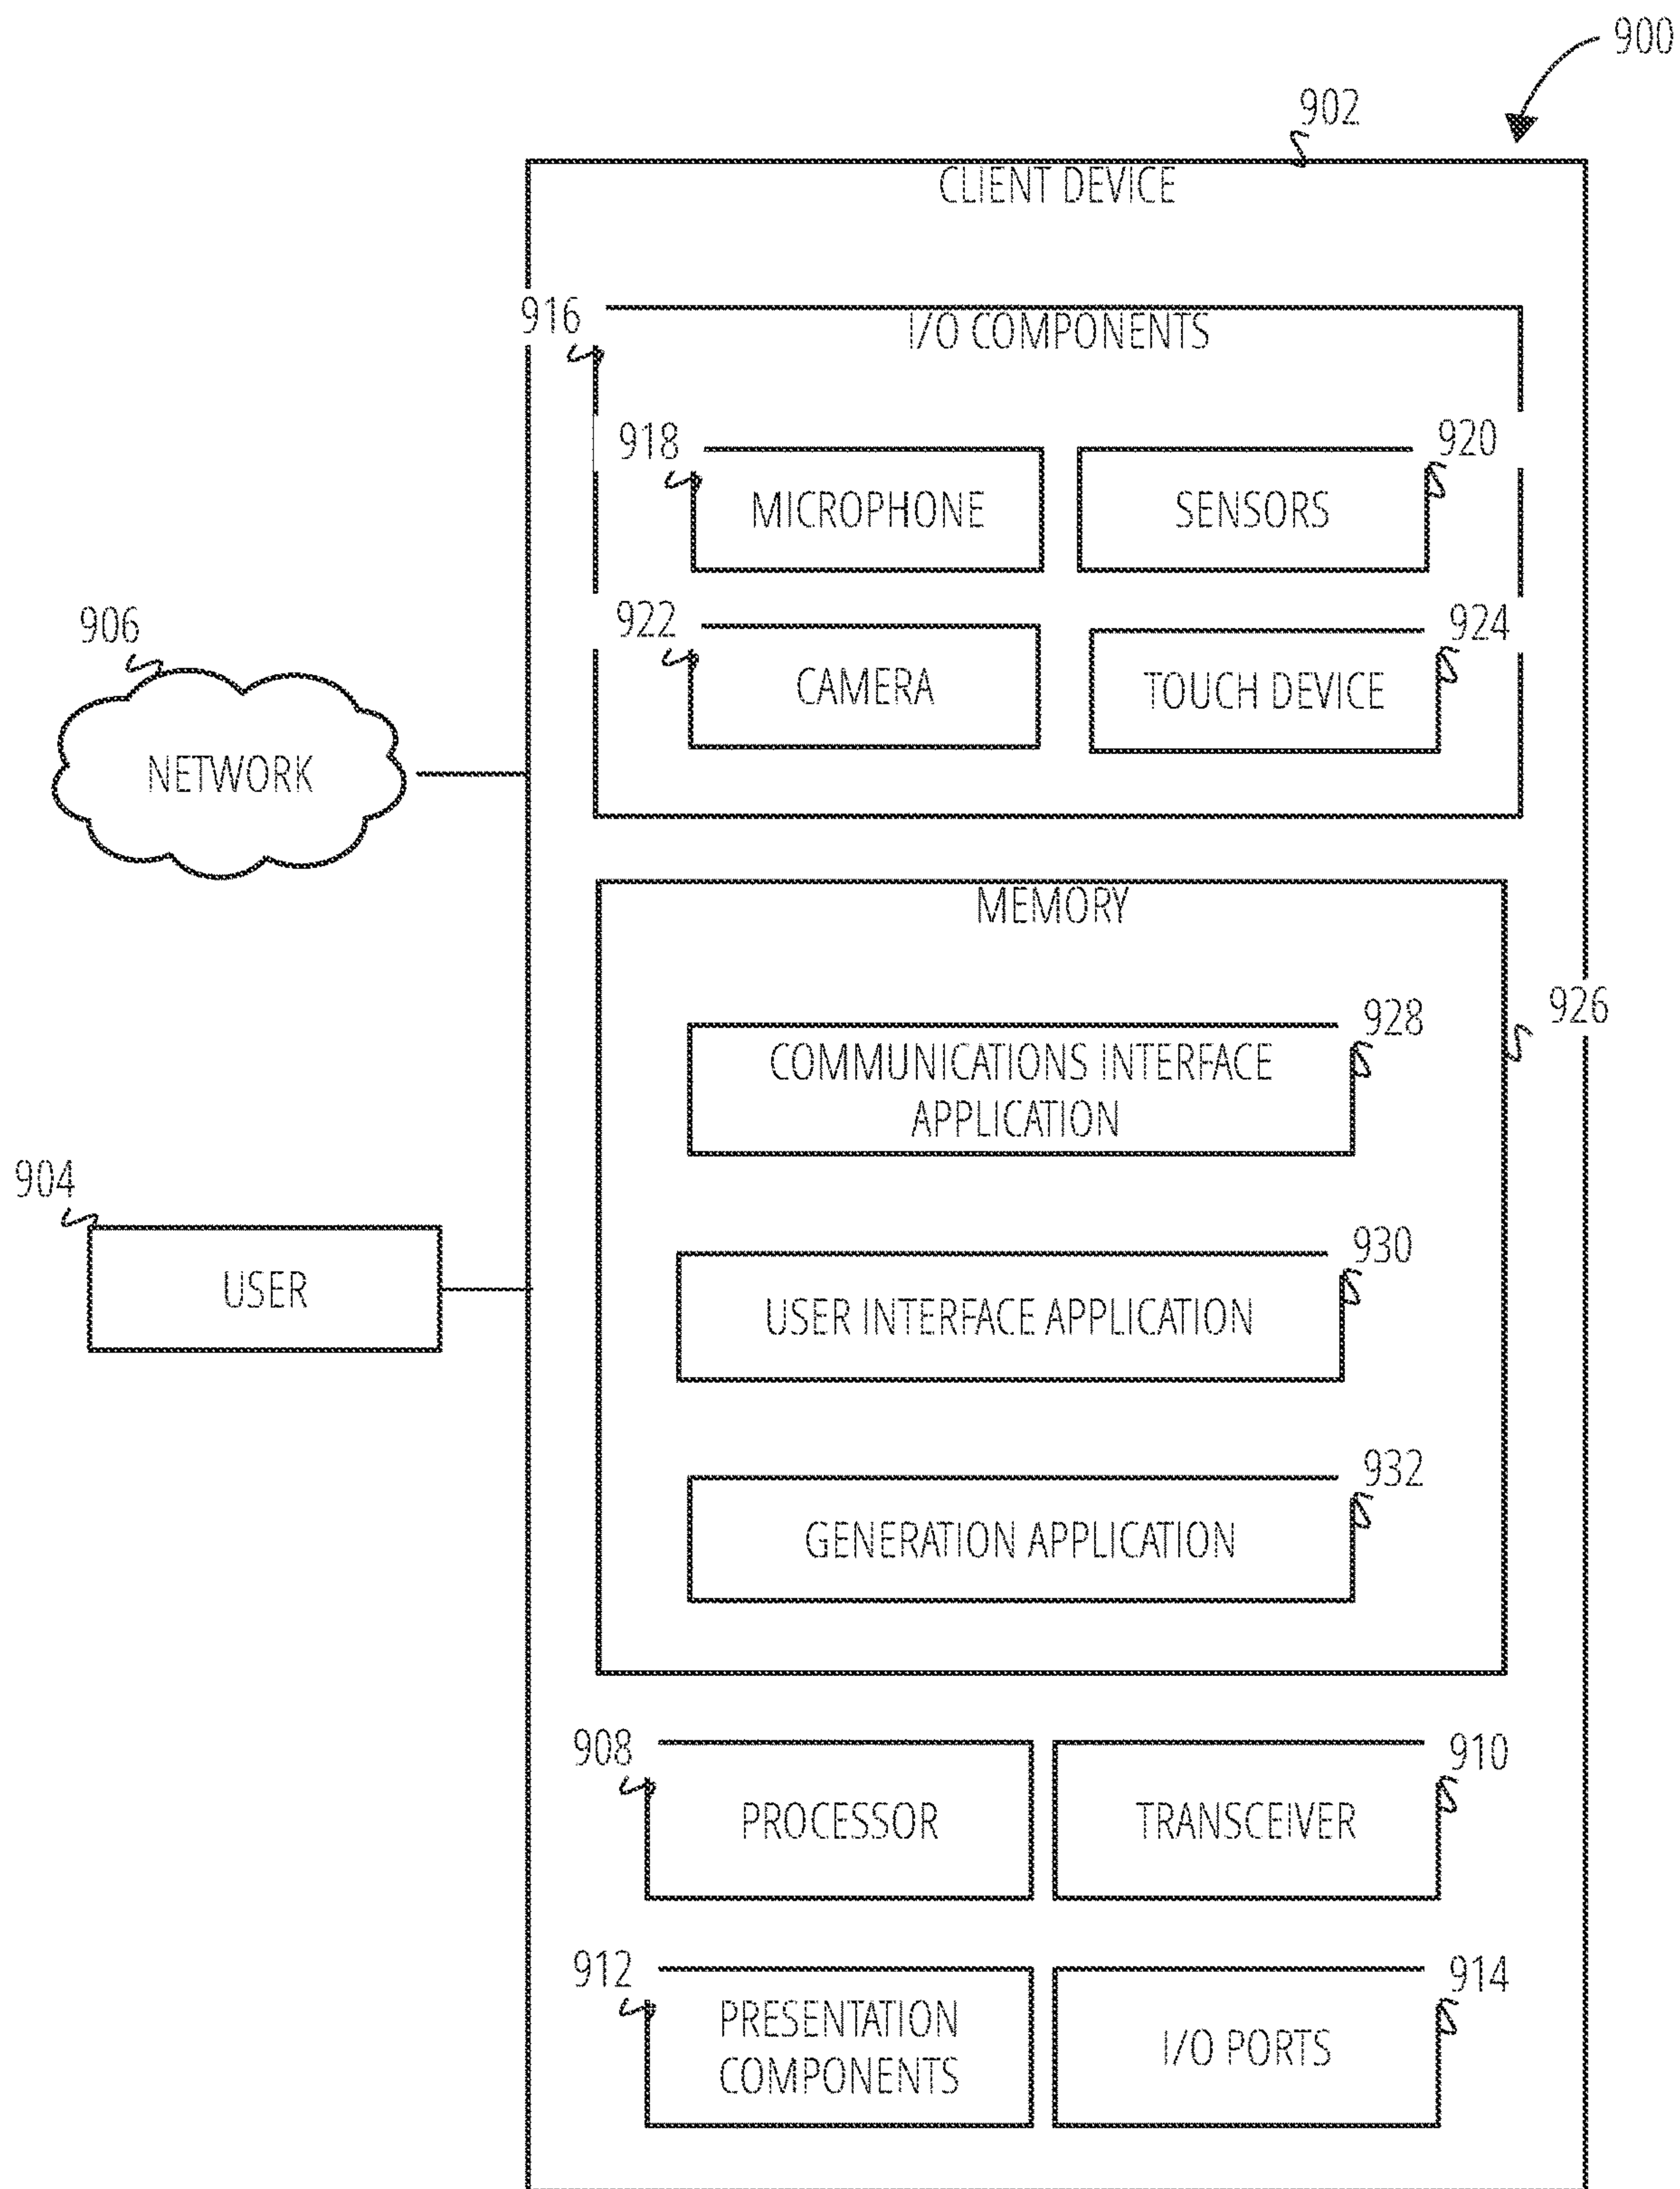 900
902
CLIENT DEVICE
916
I/O COMPONENTS
918
MICROPHONE
920
SENSORS
922
CAMERA
924
TOUCH DEVICE
906
NETWORK
MEMORY
926
928
COMMUNICATIONS INTERFACE
APPLICATION
904
USER
930
USER INTERFACE APPLICATION
932
GENERATION APPLICATION
908
PROCESSOR
910
TRANSCEIVER
912
PRESENTATION
COMPONENTS
914
I/O PORTS